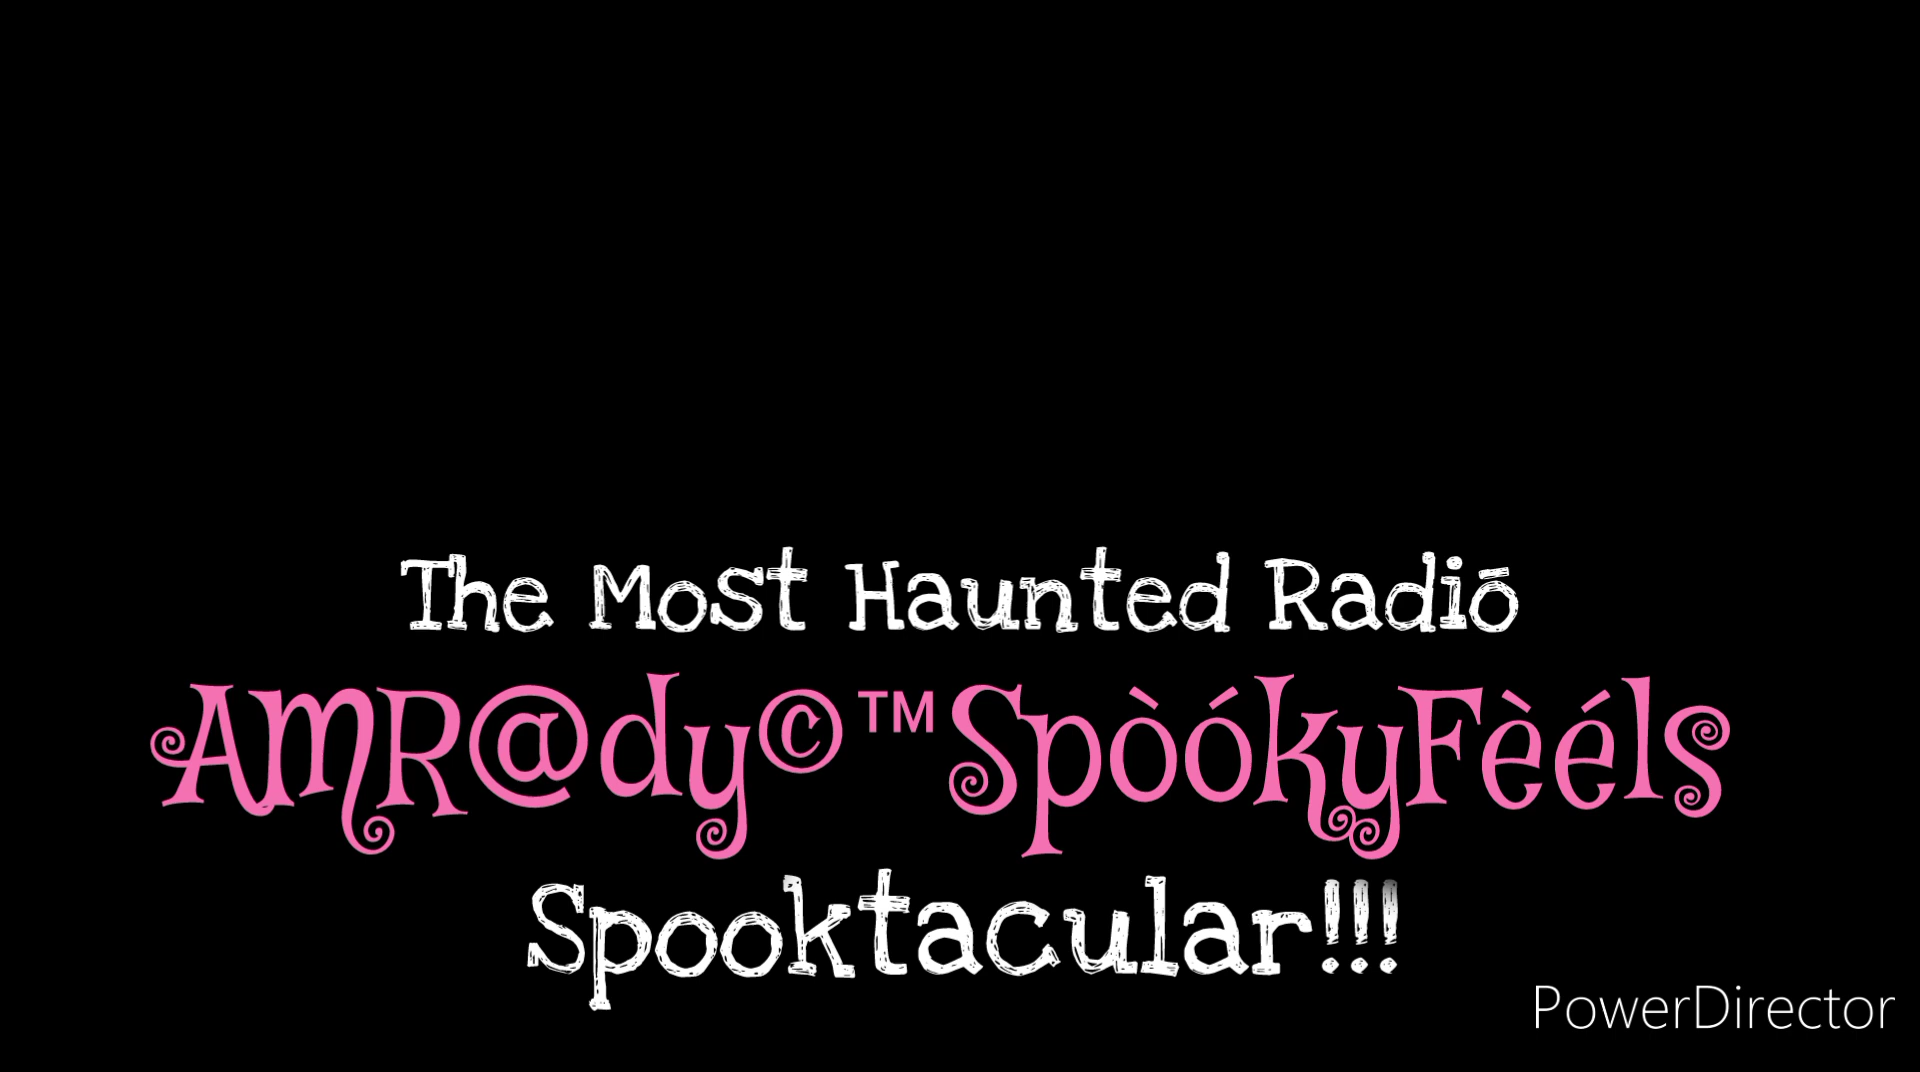 The Most Haunted Radiō
AmR@dy©™SpòókyFèéls
Spooktacular!!!
PowerDirector